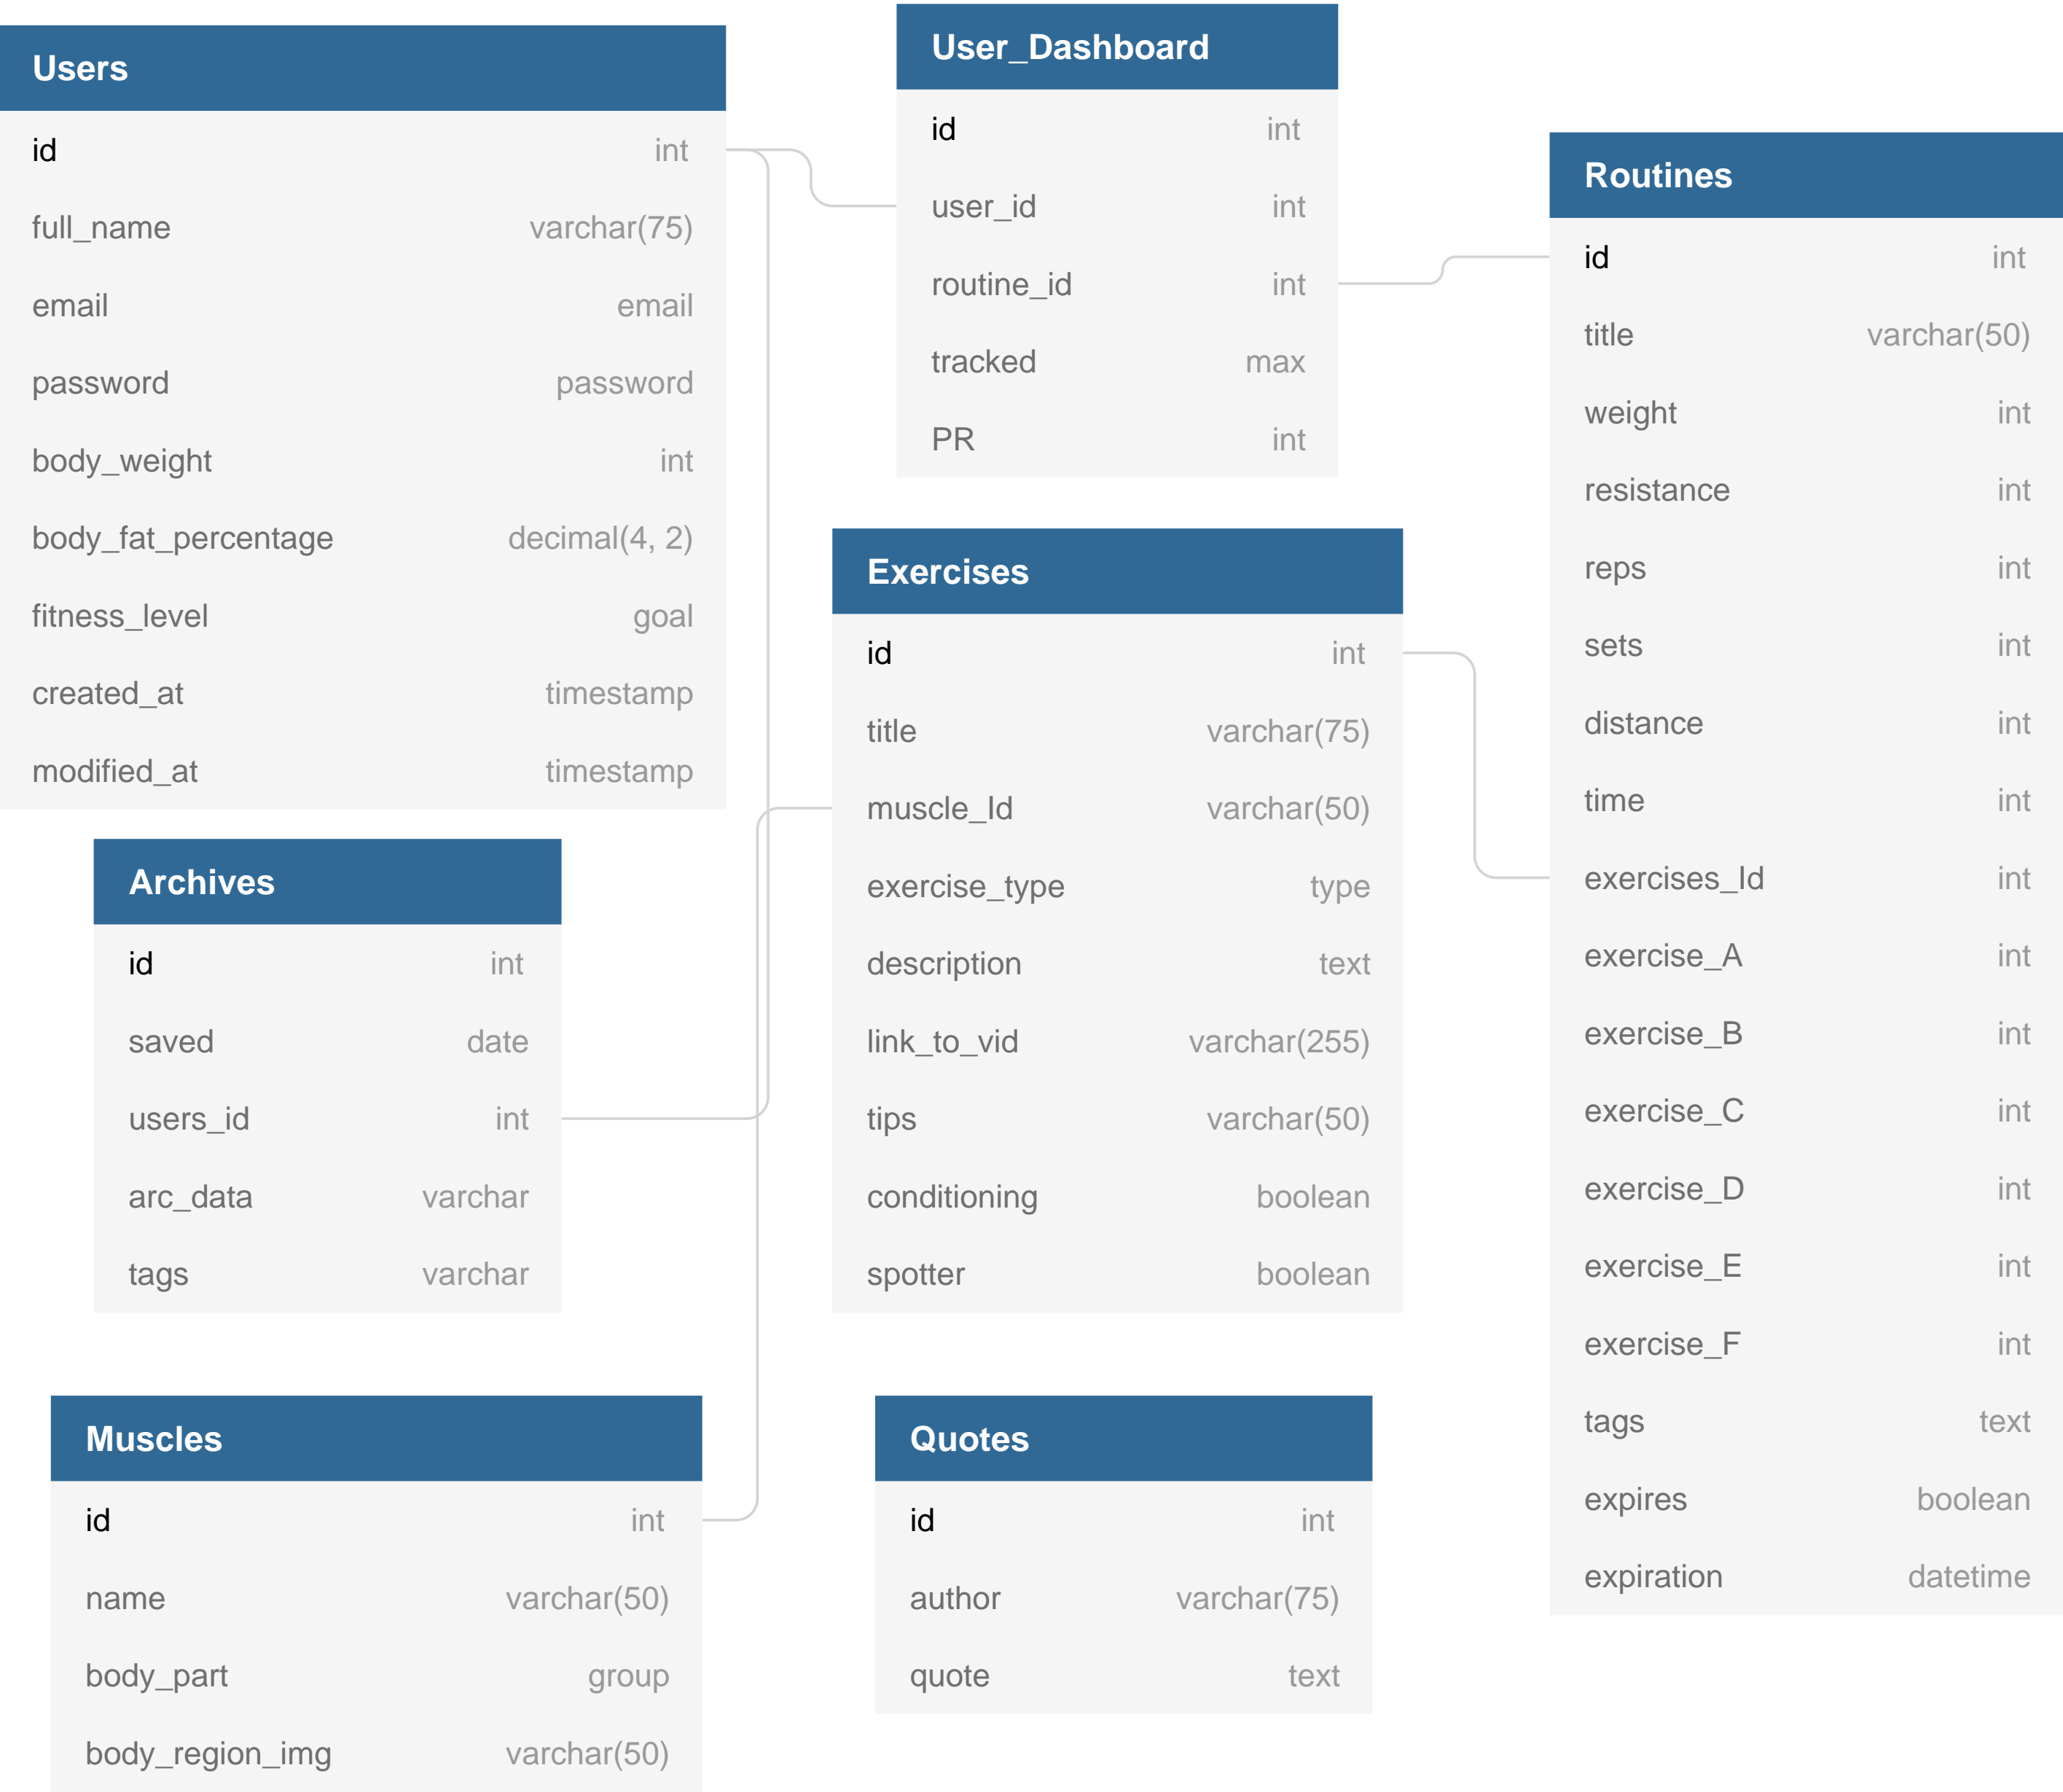 Users
id int
full_name varchar(75)
email email
password password
body_weight int
body_fat_percentage decimal(4, 2)
fitness_level goal
created_at timestamp
modified_at timestamp
User_Dashboard
id int
user_id int
routine_id int
tracked max
PR int
Routines
id int
title varchar(50)
weight int
resistance int
reps int
sets int
distance int
time int
exercises_Id int
exercise_A int
exercise_B int
exercise_C int
exercise_D int
exercise_E int
exercise_F int
tags text
expires boolean
expiration datetime
Exercises
id int
title varchar(75)
muscle_Id varchar(50)
exercise_type type
description text
link_to_vid varchar(255)
tips varchar(50)
conditioning boolean
spotter boolean
Archives
id int
saved date
users_id int
arc_data varchar
tags varchar
Muscles
id int
name varchar(50)
body_part group
body_region_img varchar(50)
Quotes
id int
author varchar(75)
quote text